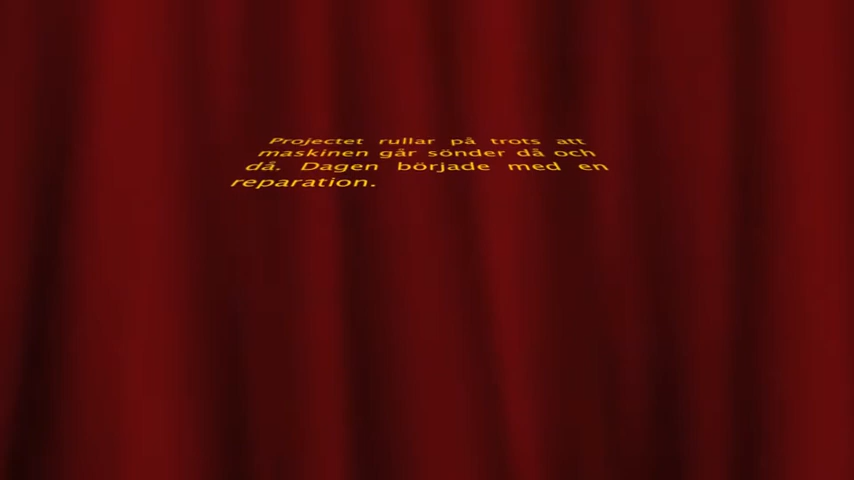 Projectet rullar på trots att
maskinen går sönder då och
då. Dagen började med en
reparation.